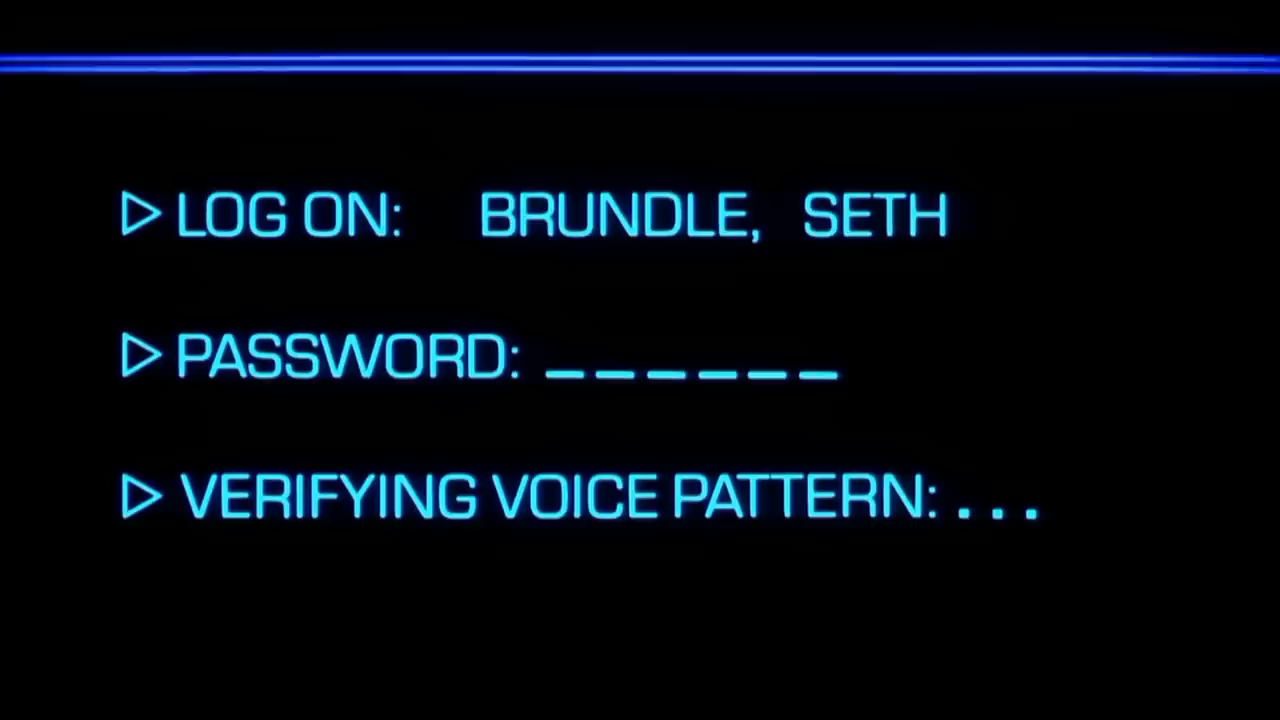 ▷ LOG ON: BRUNDLE, SETH
▷ PASSWORD: _ _ _ _ _ _
▷ VERIFYING VOICE PATTERN: . . .